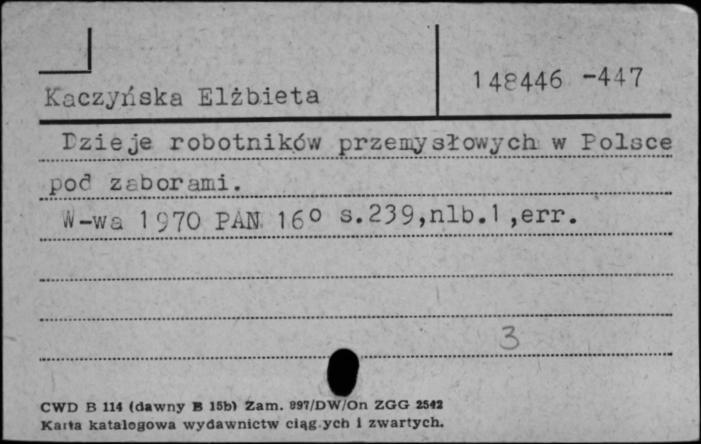 Kaczyńska Elżbieta
148446 -447
Dzieje robotników przemysłowych w Polsce
pod zaborami.
W-wa 1970 PAN 16° s.239,nlb.1,err.
3
CWD B 114 (dawny B 15b) Zam. 997/DW/On ZGG 2542
Karta katalogowa wydawnictw ciągłych i zwartych.